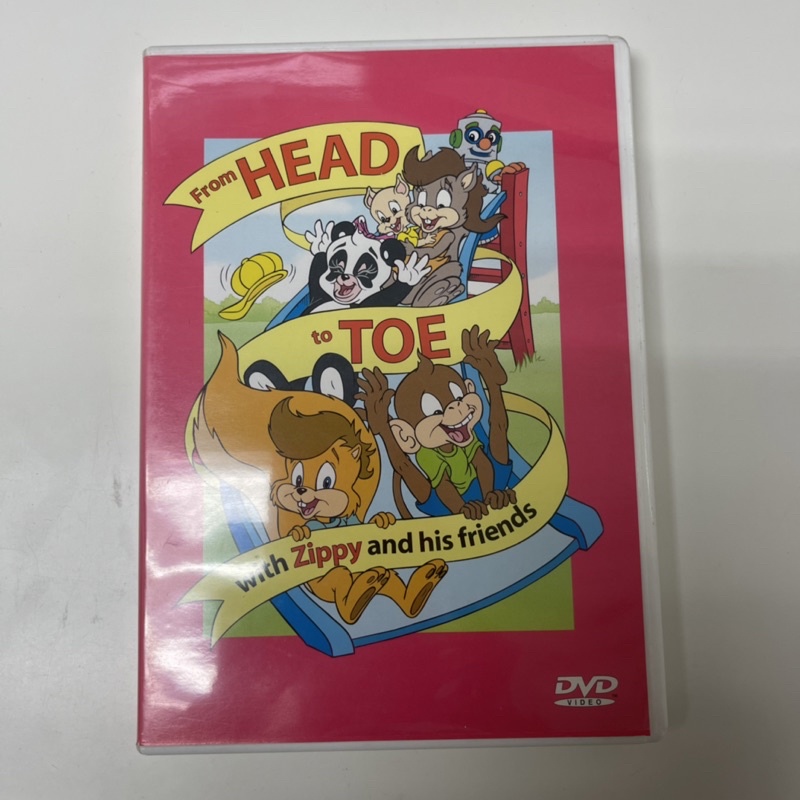 From HEAD
to TOE
with Zippy and his friends
DVD
VIDEO